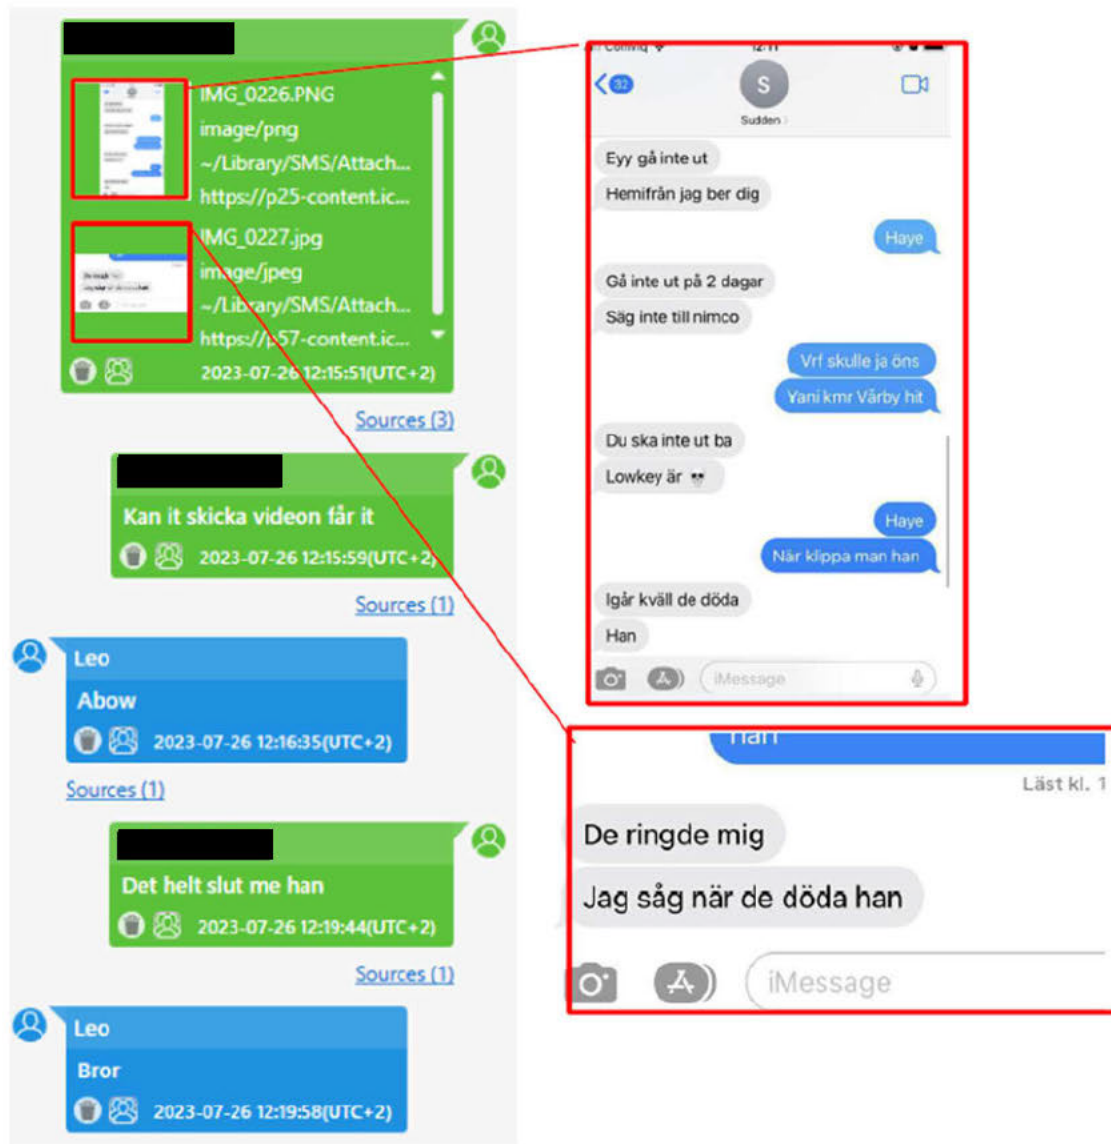 IMG_0226.PNG
image/png
~/Library/SMS/Attach...
https://p25-content.ic...
IMG_0227.jpg
image/jpeg
~/Library/SMS/Attach...
https://p57-content.ic...
2023-07-26 12:15:51(UTC+2)
Sources (3)
Kan it skicka videon får it
2023-07-26 12:15:59(UTC+2)
Sources (1)
Leo
Abow
2023-07-26 12:16:35(UTC+2)
Sources (1)
Det helt slut me han
2023-07-26 12:19:44(UTC+2)
Sources (1)
Leo
Bror
2023-07-26 12:19:58(UTC+2)
12:11
32
S
Sudden
Eyy gå inte ut
Hemifrån jag ber dig
Haye
Gå inte ut på 2 dagar
Säg inte till nimco
Vrf skulle ja öns
Yani kmr Vårby hit
Du ska inte ut ba
Lowkey är 💀
Haye
När klippa man han
Igår kväll de döda
Han
iMessage
han
Läst kl. 1
De ringde mig
Jag såg när de döda han
iMessage